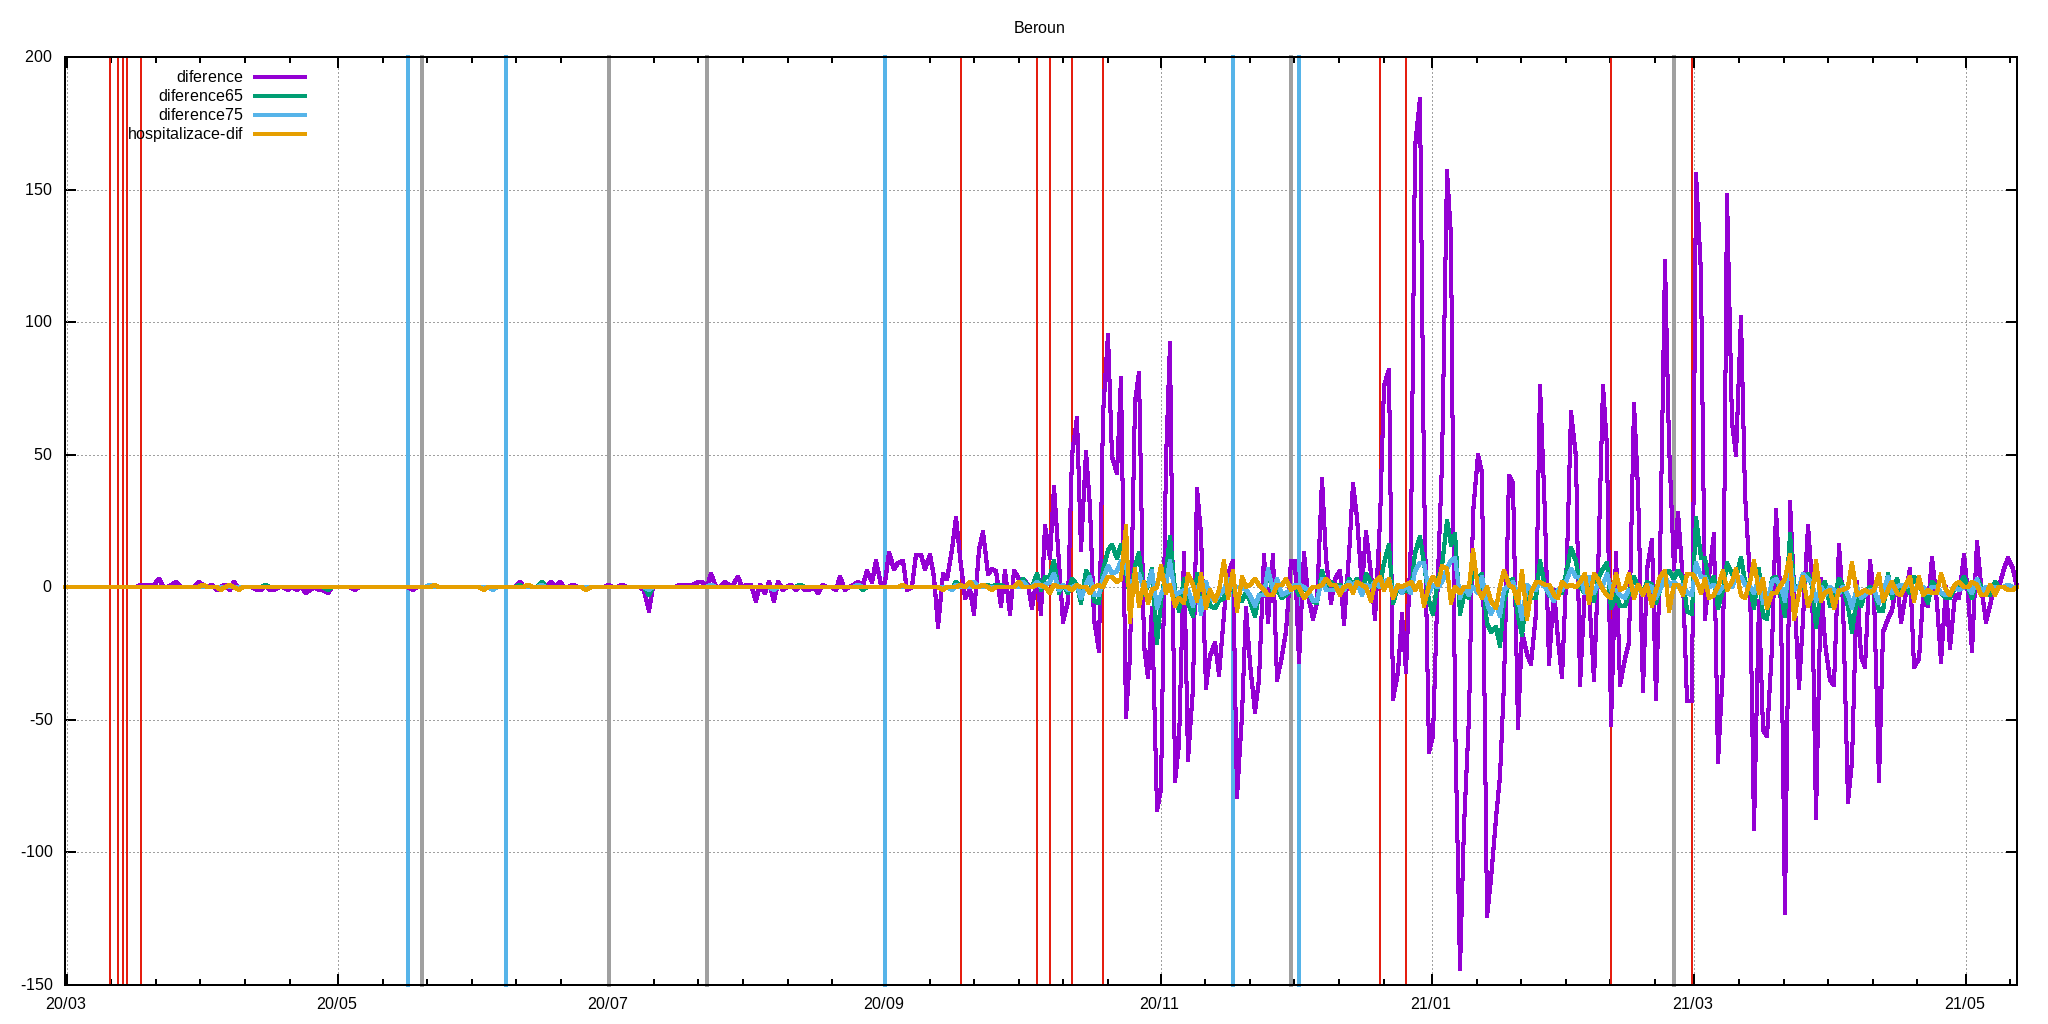 Beroun
diference
diference65
diference75
hospitalizace-dif
200
150
100
50
0
-50
-100
-150
20/03 20/05 20/07 20/09 20/11 21/01 21/03 21/05